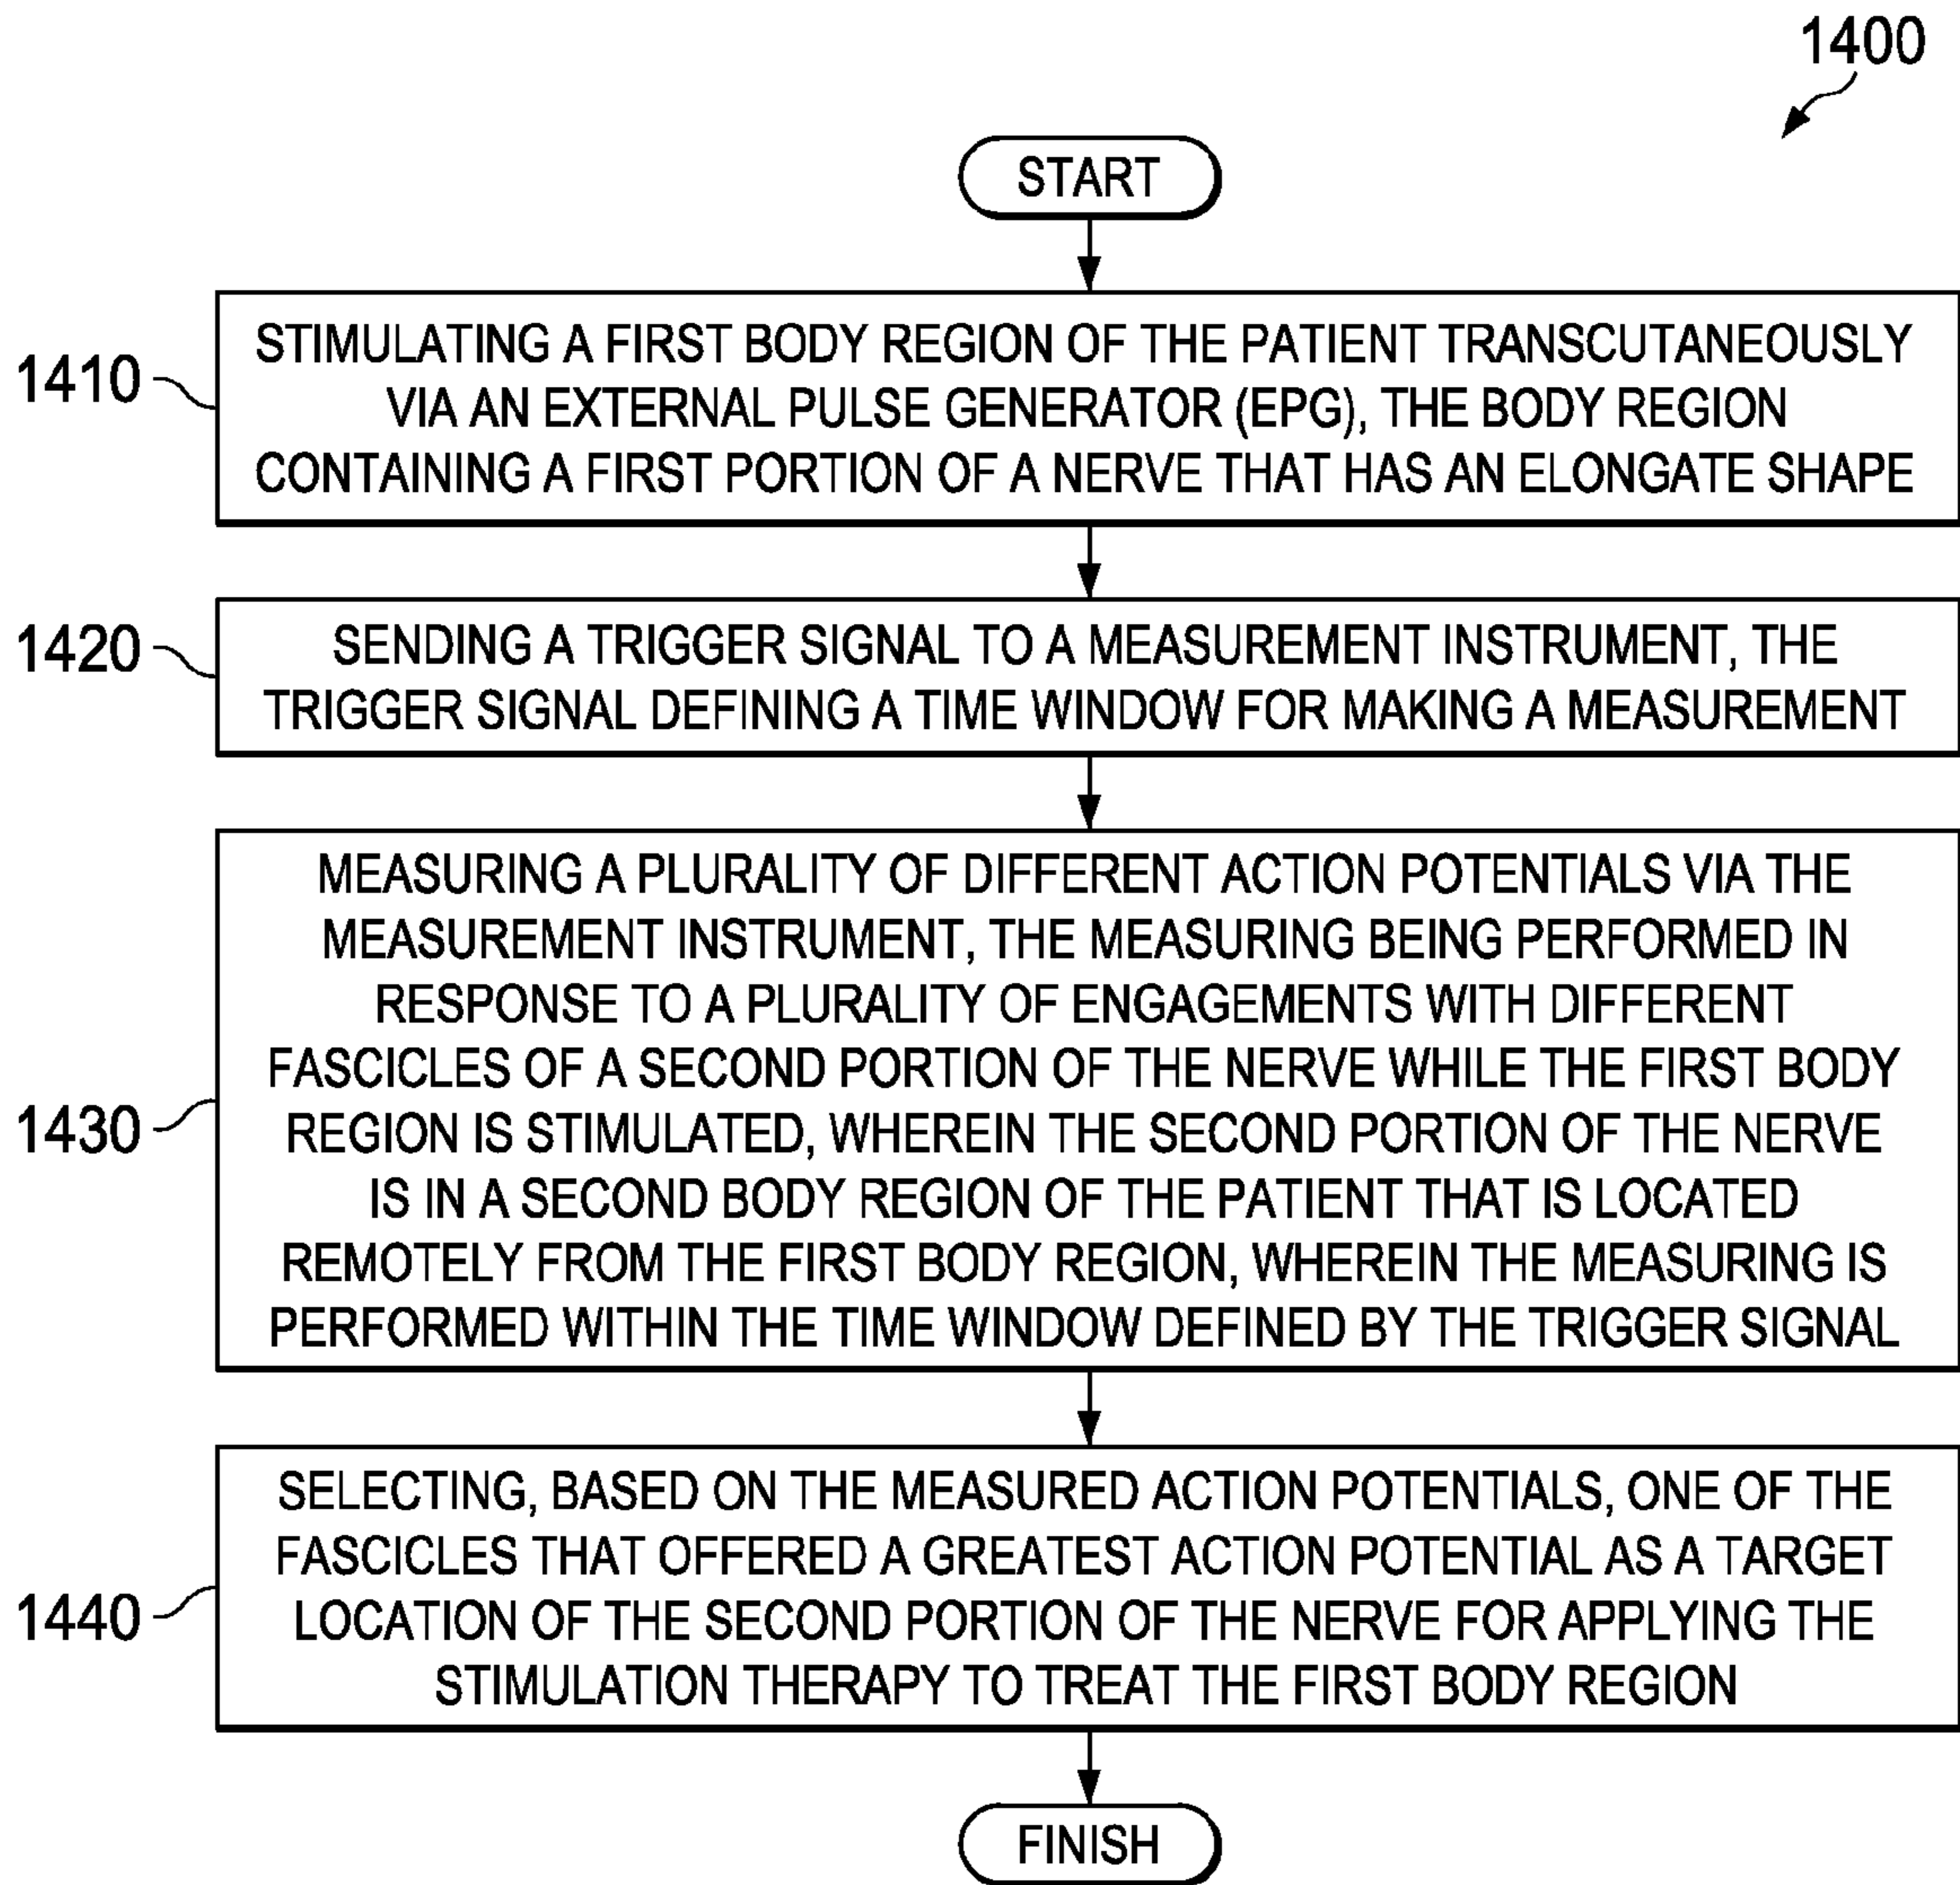 1400
START
1410
STIMULATING A FIRST BODY REGION OF THE PATIENT TRANSCUTANEOUSLY
VIA AN EXTERNAL PULSE GENERATOR (EPG), THE BODY REGION
CONTAINING A FIRST PORTION OF A NERVE THAT HAS AN ELONGATE SHAPE
1420
SENDING A TRIGGER SIGNAL TO A MEASUREMENT INSTRUMENT, THE
TRIGGER SIGNAL DEFINING A TIME WINDOW FOR MAKING A MEASUREMENT
1430
MEASURING A PLURALITY OF DIFFERENT ACTION POTENTIALS VIA THE
MEASUREMENT INSTRUMENT, THE MEASURING BEING PERFORMED IN
RESPONSE TO A PLURALITY OF ENGAGEMENTS WITH DIFFERENT
FASCICLES OF A SECOND PORTION OF THE NERVE WHILE THE FIRST BODY
REGION IS STIMULATED, WHEREIN THE SECOND PORTION OF THE NERVE
IS IN A SECOND BODY REGION OF THE PATIENT THAT IS LOCATED
REMOTELY FROM THE FIRST BODY REGION, WHEREIN THE MEASURING IS
PERFORMED WITHIN THE TIME WINDOW DEFINED BY THE TRIGGER SIGNAL
1440
SELECTING, BASED ON THE MEASURED ACTION POTENTIALS, ONE OF THE
FASCICLES THAT OFFERED A GREATEST ACTION POTENTIAL AS A TARGET
LOCATION OF THE SECOND PORTION OF THE NERVE FOR APPLYING THE
STIMULATION THERAPY TO TREAT THE FIRST BODY REGION
FINISH